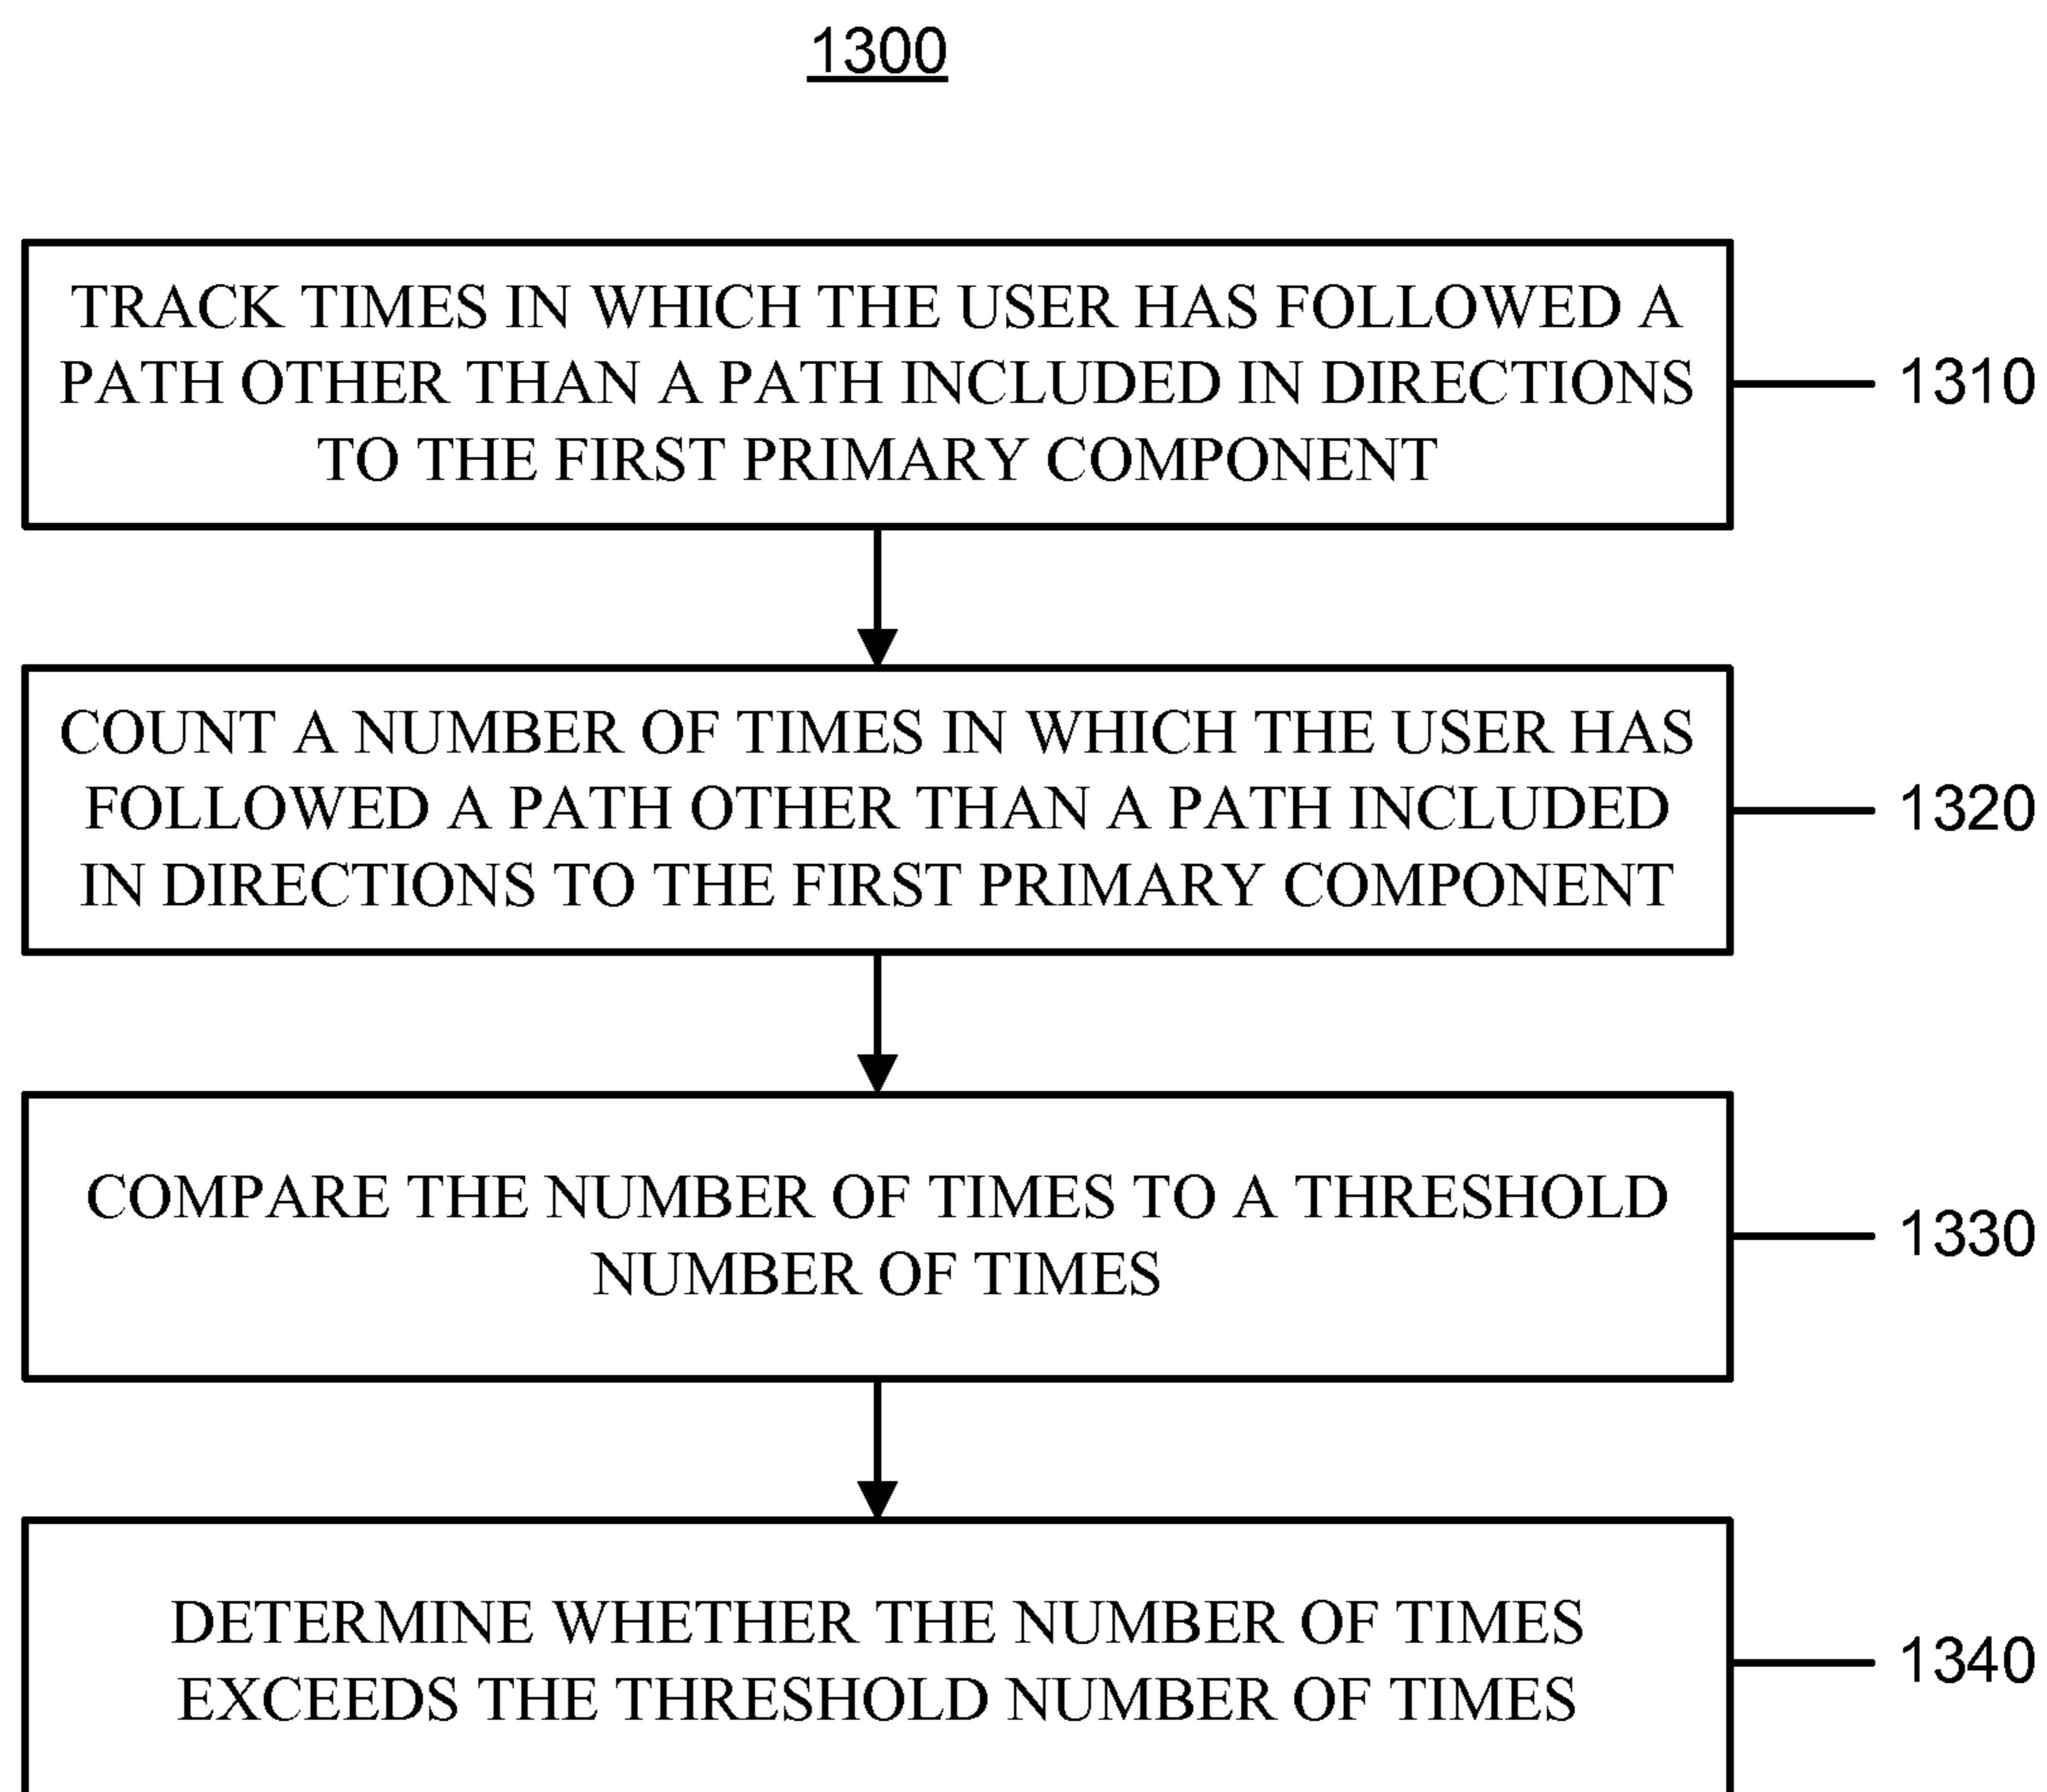 1300
TRACK TIMES IN WHICH THE USER HAS FOLLOWED A
PATH OTHER THAN A PATH INCLUDED IN DIRECTIONS
TO THE FIRST PRIMARY COMPONENT
1310
COUNT A NUMBER OF TIMES IN WHICH THE USER HAS
FOLLOWED A PATH OTHER THAN A PATH INCLUDED
IN DIRECTIONS TO THE FIRST PRIMARY COMPONENT
1320
COMPARE THE NUMBER OF TIMES TO A THRESHOLD
NUMBER OF TIMES
1330
DETERMINE WHETHER THE NUMBER OF TIMES
EXCEEDS THE THRESHOLD NUMBER OF TIMES
1340